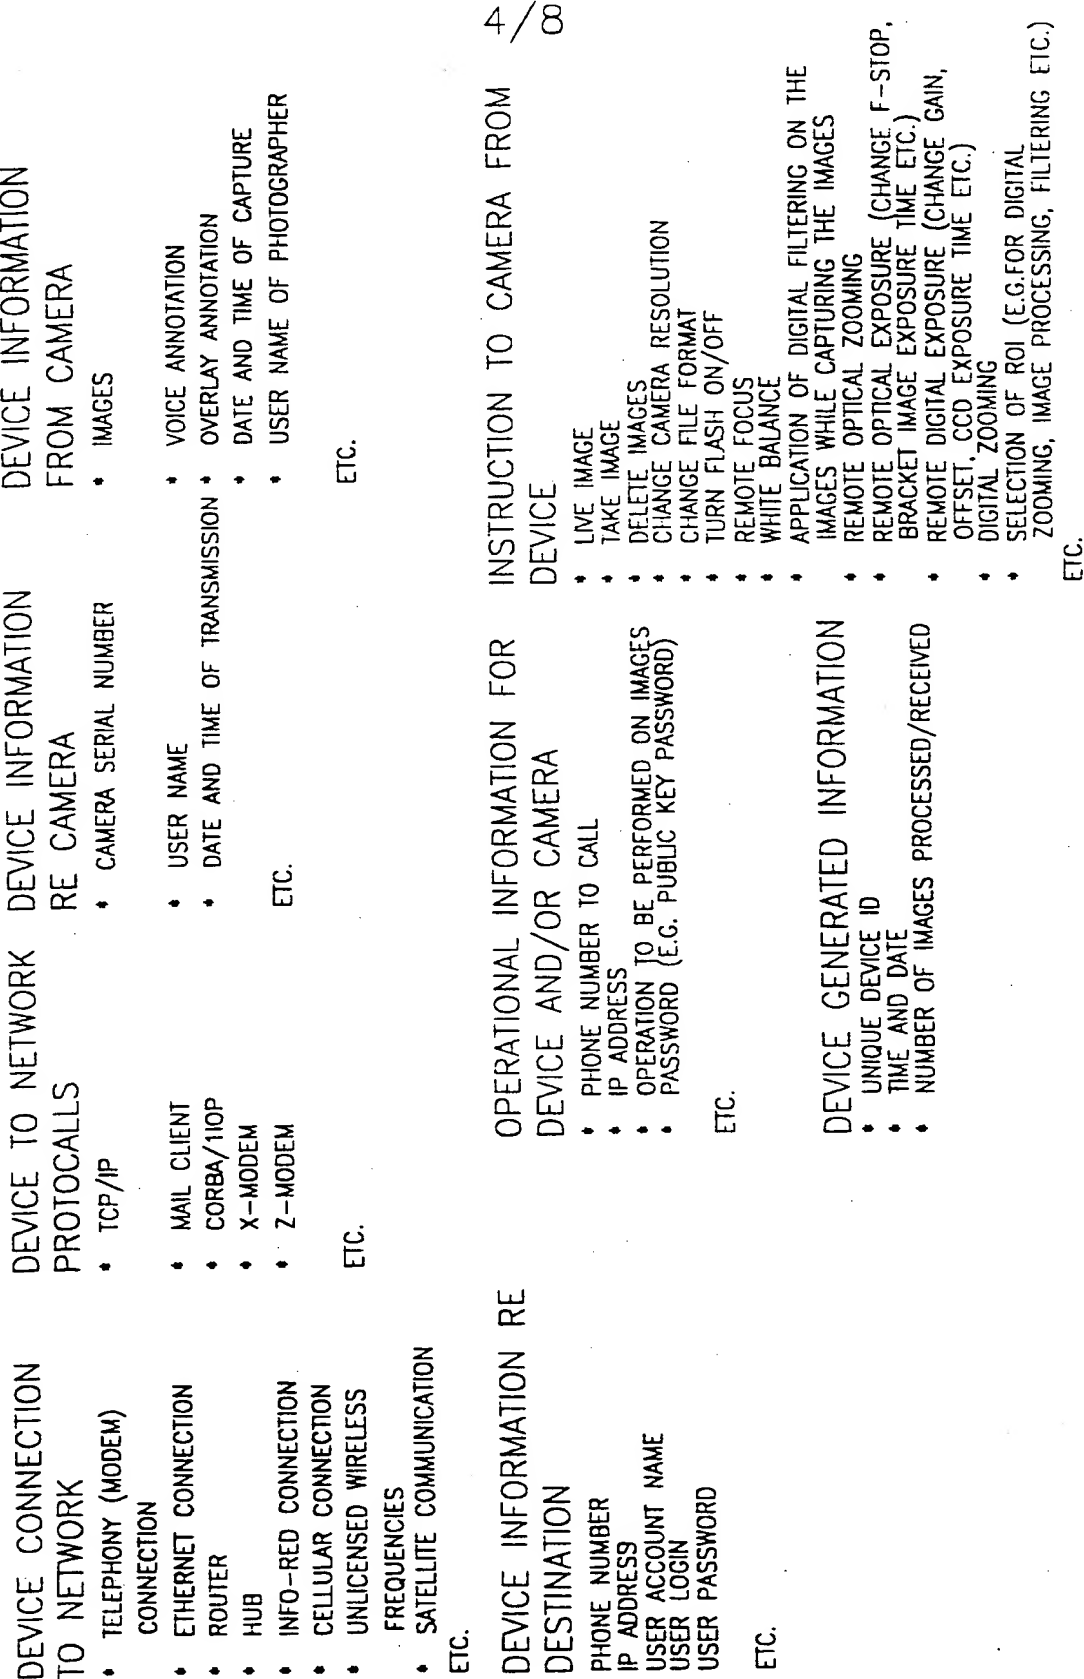 4/8
DEVICE CONNECTION
TO NETWORK
• TELEPHONY (MODEM)
CONNECTION
• ETHERNET CONNECTION
• ROUTER
• HUB
• INFO-RED CONNECTION
• CELLULAR CONNECTION
• UNLICENSED WIRELESS
FREQUENCIES
• SATELLITE COMMUNICATION
ETC.
DEVICE TO NETWORK
PROTOCALLS
• TCP/IP
• MAIL CLIENT
• CORBA/1IOP
• X-MODEM
• Z-MODEM
ETC.
DEVICE INFORMATION
RE CAMERA
• CAMERA SERIAL NUMBER
• USER NAME
• DATE AND TIME OF TRANSMISSION
ETC.
DEVICE INFORMATION
FROM CAMERA
• IMAGES
• VOICE ANNOTATION
• OVERLAY ANNOTATION
• DATE AND TIME OF CAPTURE
• USER NAME OF PHOTOGRAPHER
ETC.
DEVICE INFORMATION RE
DESTINATION
PHONE NUMBER
IP ADDRES9
USER ACCOUNT NAME
USER LOGIN
USER PASSWORD
ETC.
OPERATIONAL INFORMATION FOR
DEVICE AND/OR CAMERA
• PHONE NUMBER TO CALL
• IP ADDRESS
• OPERATION TO BE PERFORMED ON IMAGES
• PASSWORD (E.G. PUBLIC KEY PASSWORD)
ETC.
DEVICE GENERATED INFORMATION
• UNIQUE DEVICE ID
• TIME AND DATE
• NUMBER OF IMAGES PROCESSED/RECEIVED
INSTRUCTION TO CAMERA FROM
DEVICE
• LIVE IMAGE
• TAKE IMAGE
• DELETE IMAGES
• CHANGE CAMERA RESOLUTION
• CHANGE FILE FORMAT
• TURN FLASH ON/OFF
• REMOTE FOCUS
• WHITE BALANCE
• APPLICATION OF DIGITAL FILTERING ON THE
IMAGES WHILE CAPTURING THE IMAGES
• REMOTE OPTICAL ZOOMING
• REMOTE OPTICAL EXPOSURE (CHANGE F-STOP,
BRACKET IMAGE EXPOSURE TIME ETC.)
• REMOTE DIGITAL EXPOSURE (CHANGE GAIN,
OFFSET, CCD EXPOSURE TIME ETC.)
• DIGITAL ZOOMING
• SELECTION OF ROI (E.G.FOR DIGITAL
ZOOMING, IMAGE PROCESSING, FILTERING ETC.)
ETC.